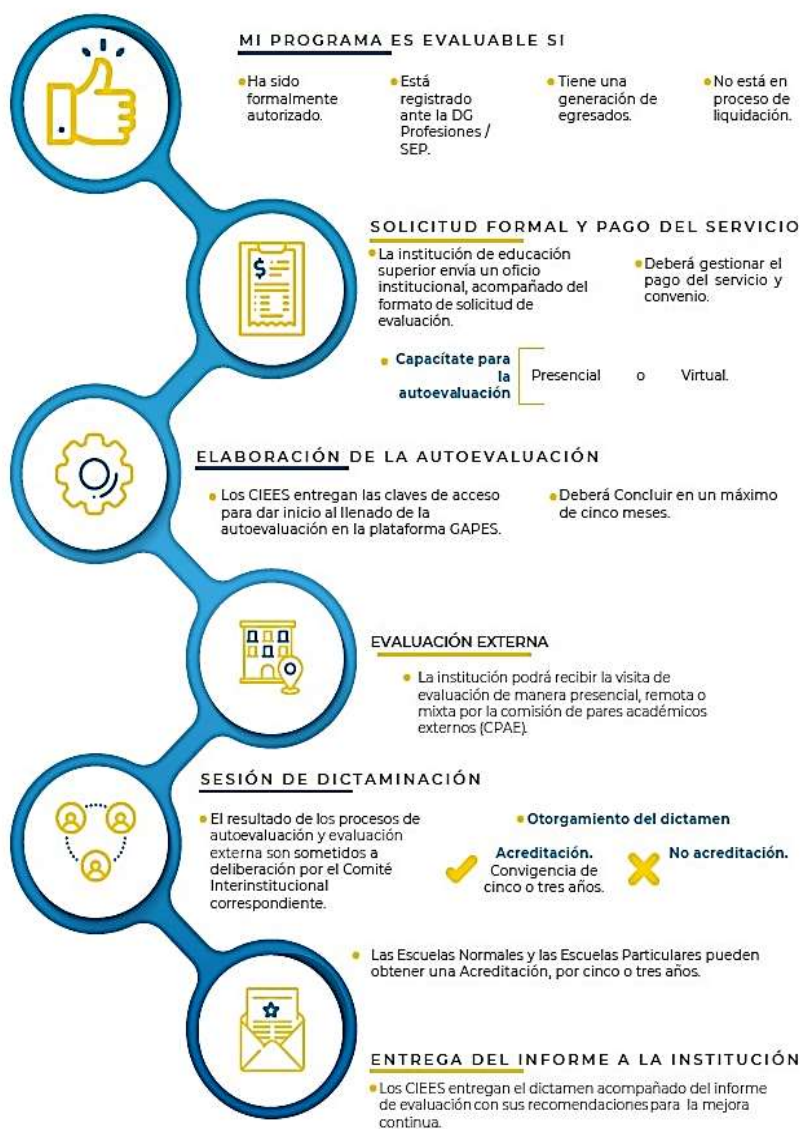 MI PROGRAMA ES EVALUABLE SI
Ha sido
formalmente
autorizado.
Está
registrado
ante la DG
Profesiones /
SEP.
Tiene una
generación de
egresados.
No está en
proceso de
liquidación.
SOLICITUD FORMAL Y PAGO DEL SERVICIO
La institución de educación
superior envía un oficio
institucional, acompañado del
formato de solicitud de
evaluación.
Deberá gestionar el
pago del servicio y
convenio.
Capacítate para
la
autoevaluación
Presencial o Virtual.
ELABORACIÓN DE LA AUTOEVALUACIÓN
Los CIEES entregan las claves de acceso
para dar inicio al llenado de la
autoevaluación en la plataforma GAPES.
Deberá Concluir en un máximo
de cinco meses.
EVALUACIÓN EXTERNA
La institución podrá recibir la visita de
evaluación de manera presencial, remota o
mixta por la comisión de pares académicos
externos (CPAE).
SESIÓN DE DICTAMINACIÓN
El resultado de los procesos de
autoevaluación y evaluación
externa son sometidos a
deliberación por el Comité
Interinstitucional
correspondiente.
Otorgamiento del dictamen
Acreditación.
Convigencia de
cinco o tres años.
No acreditación.
Las Escuelas Normales y las Escuelas Particulares pueden
obtener una Acreditación, por cinco o tres años.
ENTREGA DEL INFORME A LA INSTITUCIÓN
Los CIEES entregan el dictamen acompañado del informe
de evaluación con sus recomendaciones para la mejora
continua.